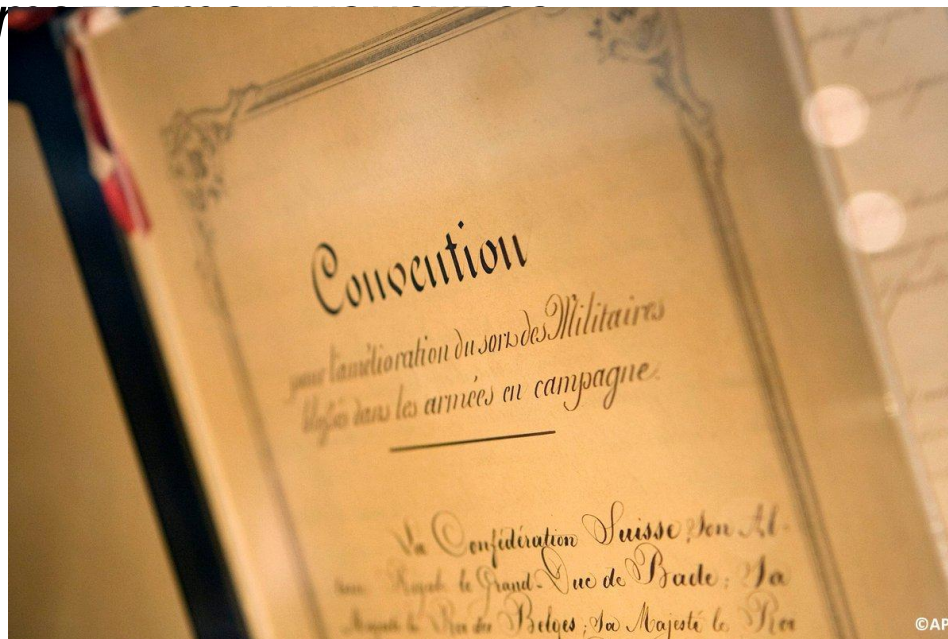 Convention
pour l'amélioration du sort des Militaires
blessés dans les armées en campagne.
La Confédération Suisse, Son Al-
Royale le Grand-Duc de Bade; Sa
Majesté le Roi des Belges; Sa Majesté le Roi
©AP